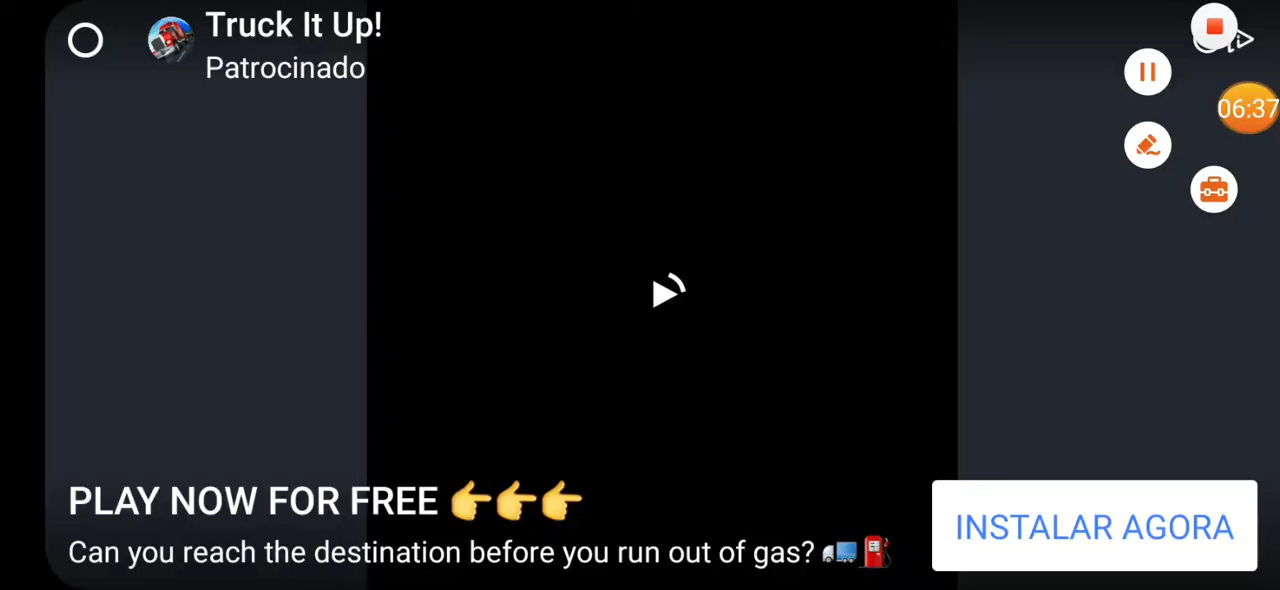 Truck It Up!
Patrocinado
06:37
PLAY NOW FOR FREE 👉👉👉
Can you reach the destination before you run out of gas? 🚚⛽
INSTALAR AGORA